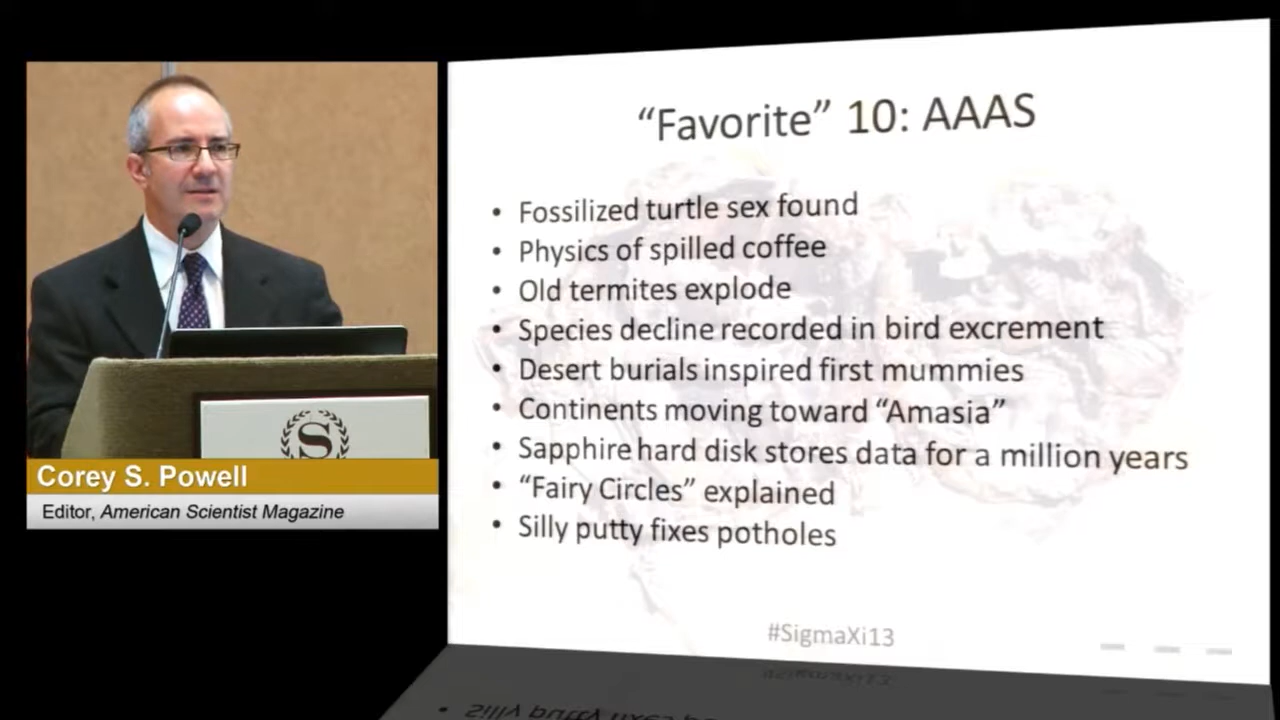 “Favorite” 10: AAAS
• Fossilized turtle sex found
• Physics of spilled coffee
• Old termites explode
• Species decline recorded in bird excrement
• Desert burials inspired first mummies
• Continents moving toward “Amasia”
• Sapphire hard disk stores data for a million years
• “Fairy Circles” explained
• Silly putty fixes potholes
#SigmaXi13
S
Corey S. Powell
Editor, American Scientist Magazine